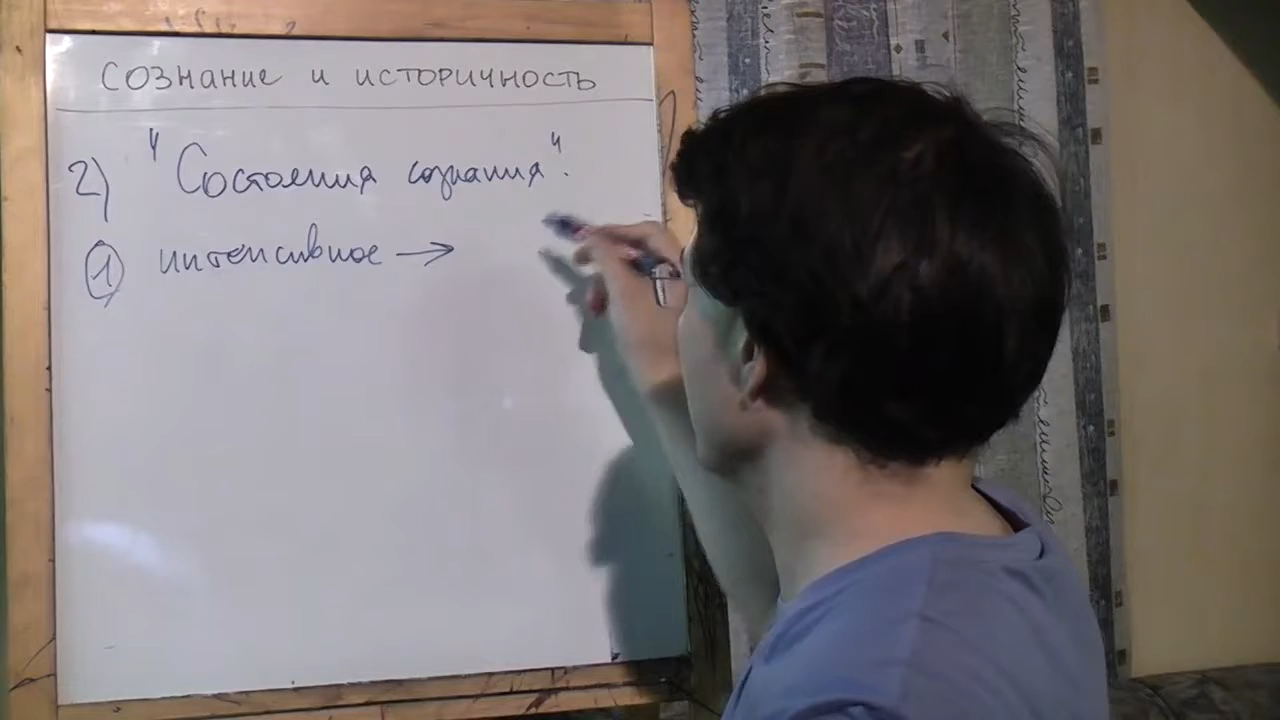 СОЗНАНИЕ И ИСТОРИЧНОСТЬ
2) "Состояния сознания".
① интенсивное →